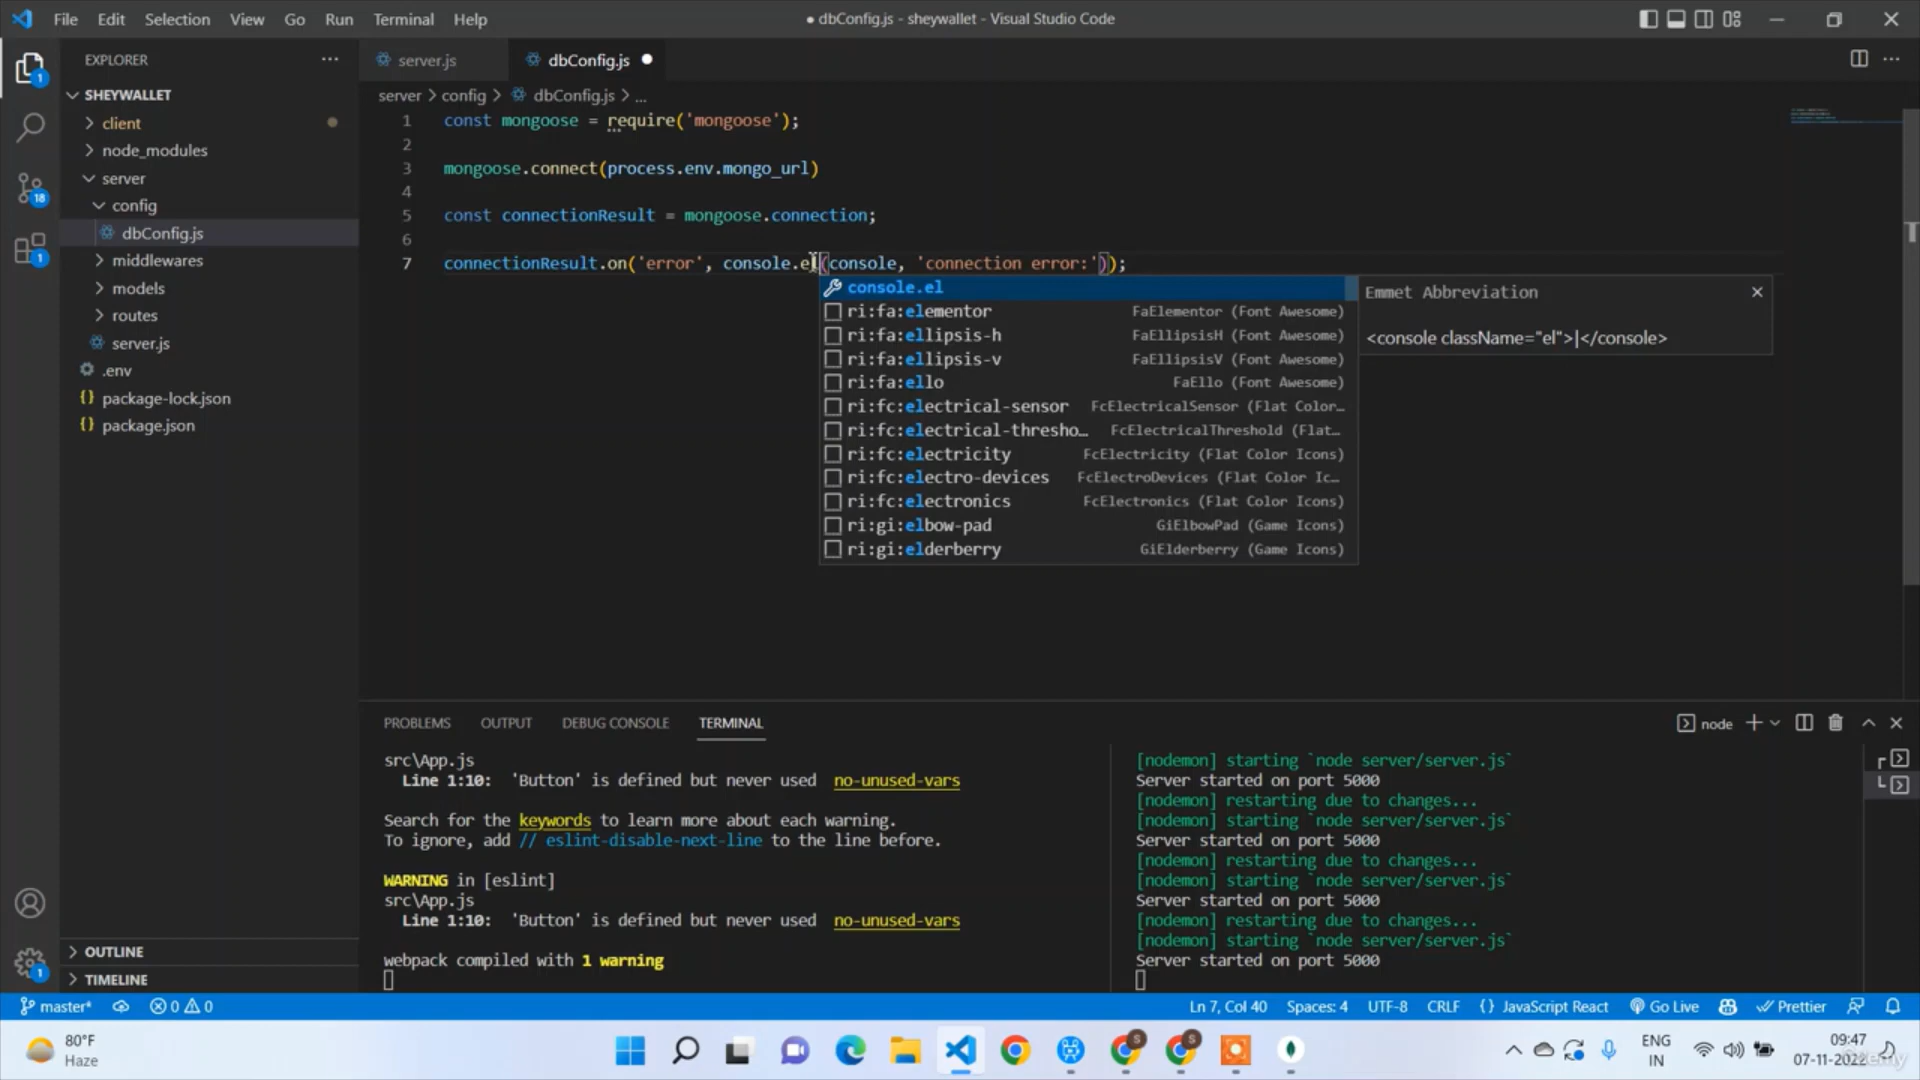 File Edit Selection View Go Run Terminal Help
● dbConfig.js - sheywallet - Visual Studio Code
EXPLORER
SHEYWALLET
client
node_modules
server
config
dbConfig.js
middlewares
models
routes
server.js
.env
package-lock.json
package.json
OUTLINE
TIMELINE
1
18
1
1
server.js
dbConfig.js
server > config > dbConfig.js > ...
1 const mongoose = require('mongoose');
2
3 mongoose.connect(process.env.mongo_url)
4
5 const connectionResult = mongoose.connection;
6
7 connectionResult.on('error', console.el(console, 'connection error:'));
console.el
ri:fa:elementor FaElementor (Font Awesome)
ri:fa:ellipsis-h FaEllipsisH (Font Awesome)
ri:fa:ellipsis-v FaEllipsisV (Font Awesome)
ri:fa:ello FaEllo (Font Awesome)
ri:fc:electrical-sensor FcElectricalSensor (Flat Color…
ri:fc:electrical-thresho… FcElectricalThreshold (Flat…
ri:fc:electricity FcElectricity (Flat Color Icons)
ri:fc:electro-devices FcElectroDevices (Flat Color Ic…
ri:fc:electronics FcElectronics (Flat Color Icons)
ri:gi:elbow-pad GiElbowPad (Game Icons)
ri:gi:elderberry GiElderberry (Game Icons)
Emmet Abbreviation
<console className="el">|</console>
PROBLEMS OUTPUT DEBUG CONSOLE TERMINAL
node
src\App.js
Line 1:10: 'Button' is defined but never used no-unused-vars
Search for the keywords to learn more about each warning.
To ignore, add // eslint-disable-next-line to the line before.
WARNING in [eslint]
src\App.js
Line 1:10: 'Button' is defined but never used no-unused-vars
webpack compiled with 1 warning
[nodemon] starting `node server/server.js`
Server started on port 5000
[nodemon] restarting due to changes...
[nodemon] starting `node server/server.js`
Server started on port 5000
[nodemon] restarting due to changes...
[nodemon] starting `node server/server.js`
Server started on port 5000
[nodemon] restarting due to changes...
[nodemon] starting `node server/server.js`
Server started on port 5000
master* 0 0
Ln 7, Col 40 Spaces: 4 UTF-8 CRLF {} JavaScript React Go Live Prettier
80°F
Haze
ENG
IN
09:47
07-11-2022